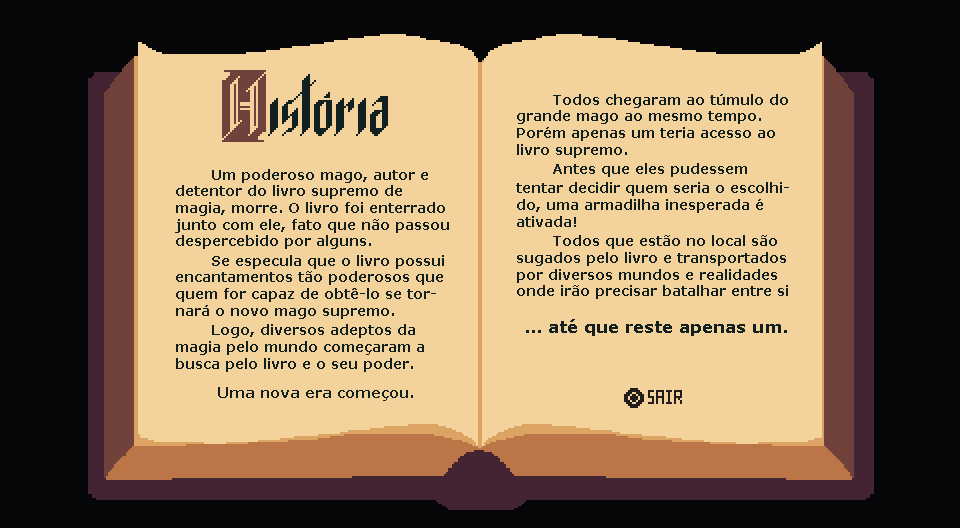 História
Um poderoso mago, autor e
detentor do livro supremo de
magia, morre. O livro foi enterrado
junto com ele, fato que não passou
despercebido por alguns.
Se especula que o livro possui
encantamentos tão poderosos que
quem for capaz de obtê-lo se tor-
nará o novo mago supremo.
Logo, diversos adeptos da
magia pelo mundo começaram a
busca pelo livro e o seu poder.
Uma nova era começou.
Todos chegaram ao túmulo do
grande mago ao mesmo tempo.
Porém apenas um teria acesso ao
livro supremo.
Antes que eles pudessem
tentar decidir quem seria o escolhi-
do, uma armadilha inesperada é
ativada!
Todos que estão no local são
sugados pelo livro e transportados
por diversos mundos e realidades
onde irão precisar batalhar entre si
... até que reste apenas um.
SAIR